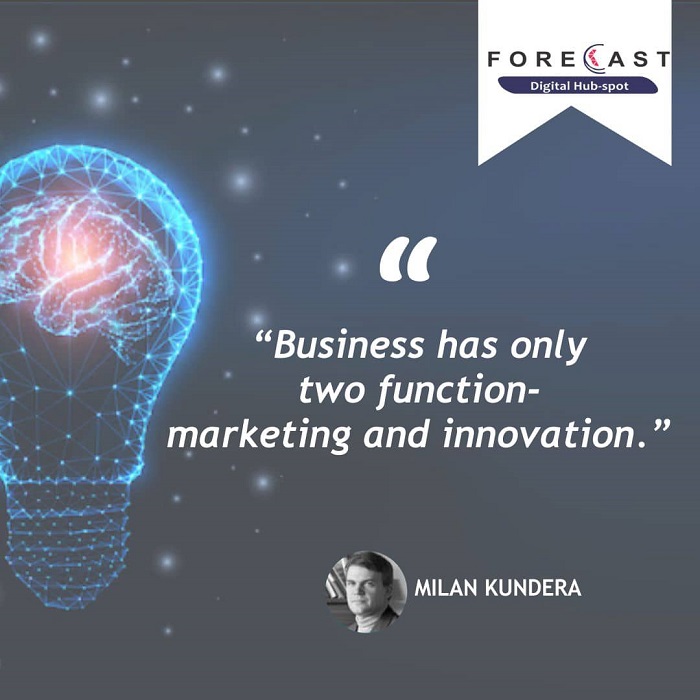 FORECAST
Digital Hub-spot
“
“Business has only
two function-
marketing and innovation.”
MILAN KUNDERA